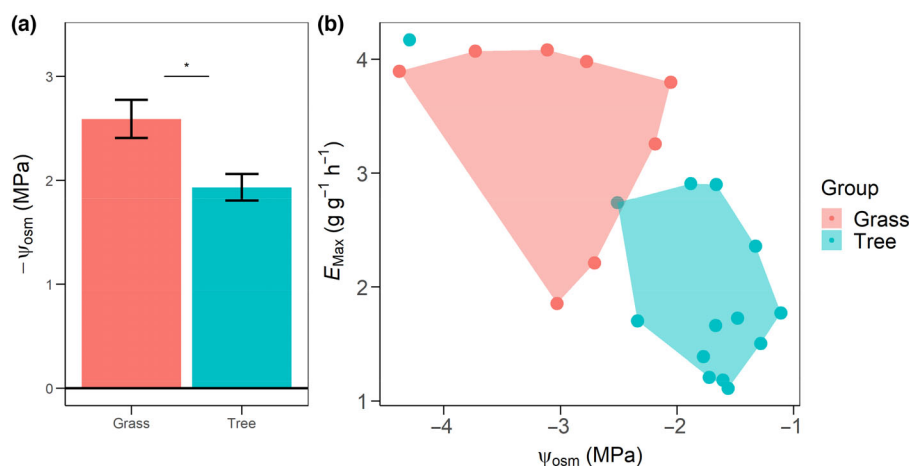 (a)
− Ψosm (MPa)
3
2
1
0
*
Grass
Tree
(b)
EMax (g g⁻¹ h⁻¹)
4
3
2
1
−4
−3
−2
−1
Ψosm (MPa)
Group
Grass
Tree